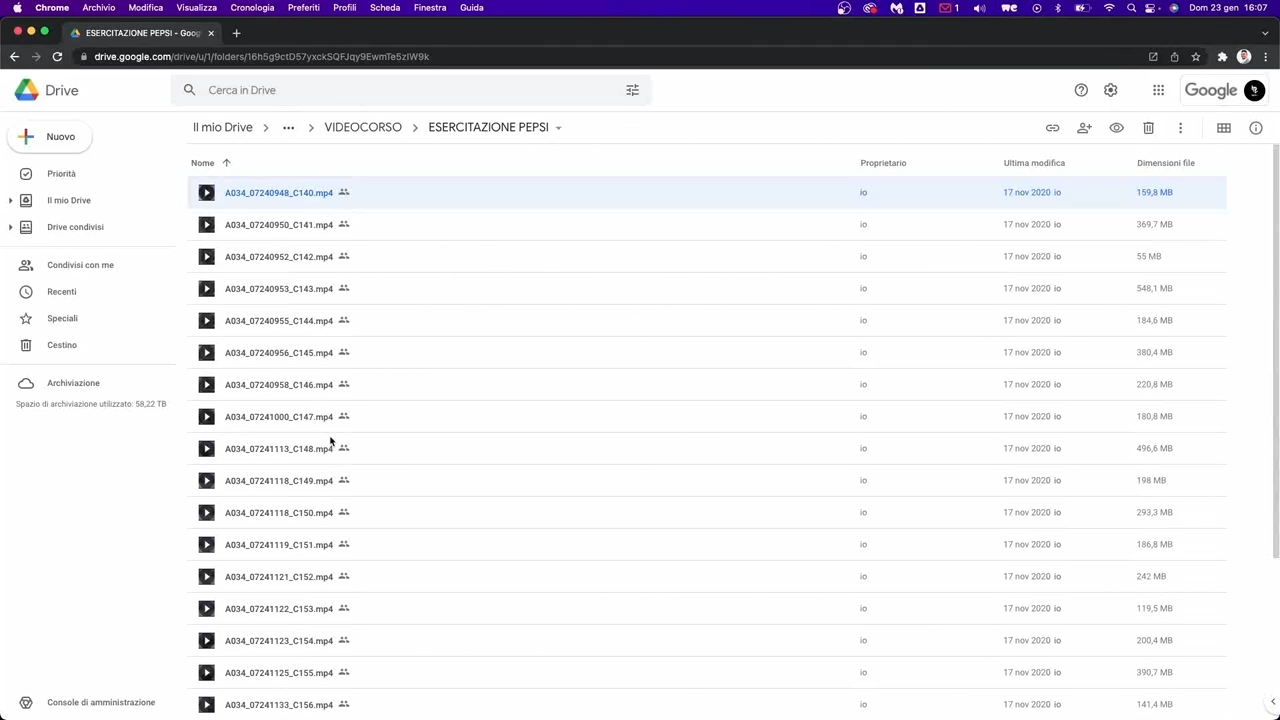 Chrome Archivio Modifica Visualizza Cronologia Preferiti Profili Scheda Finestra Guida 1 Dom 23 gen 16:07
ESERCITAZIONE PEPSI - Goog
drive.google.com/drive/u/1/folders/16h5g9ctD57yxckSQFJqy9EwmTe5zIW9k
Drive
Cerca in Drive
Google
Nuovo
Il mio Drive ... VIDEOCORSO ESERCITAZIONE PEPSI
Priorità
Il mio Drive
Drive condivisi
Condivisi con me
Recenti
Speciali
Cestino
Archiviazione
Spazio di archiviazione utilizzato: 58,22 TB
Console di amministrazione
Nome Proprietario Ultima modifica Dimensioni file
A034_07240948_C140.mp4 io 17 nov 2020 io 159,8 MB
A034_07240950_C141.mp4 io 17 nov 2020 io 369,7 MB
A034_07240952_C142.mp4 io 17 nov 2020 io 55 MB
A034_07240953_C143.mp4 io 17 nov 2020 io 548,1 MB
A034_07240955_C144.mp4 io 17 nov 2020 io 184,6 MB
A034_07240956_C145.mp4 io 17 nov 2020 io 380,4 MB
A034_07240958_C146.mp4 io 17 nov 2020 io 220,8 MB
A034_07241000_C147.mp4 io 17 nov 2020 io 180,8 MB
A034_07241113_C148.mp4 io 17 nov 2020 io 496,6 MB
A034_07241118_C149.mp4 io 17 nov 2020 io 198 MB
A034_07241118_C150.mp4 io 17 nov 2020 io 293,3 MB
A034_07241119_C151.mp4 io 17 nov 2020 io 186,8 MB
A034_07241121_C152.mp4 io 17 nov 2020 io 242 MB
A034_07241122_C153.mp4 io 17 nov 2020 io 119,5 MB
A034_07241123_C154.mp4 io 17 nov 2020 io 200,4 MB
A034_07241125_C155.mp4 io 17 nov 2020 io 390,7 MB
A034_07241133_C156.mp4 io 17 nov 2020 io 141,4 MB